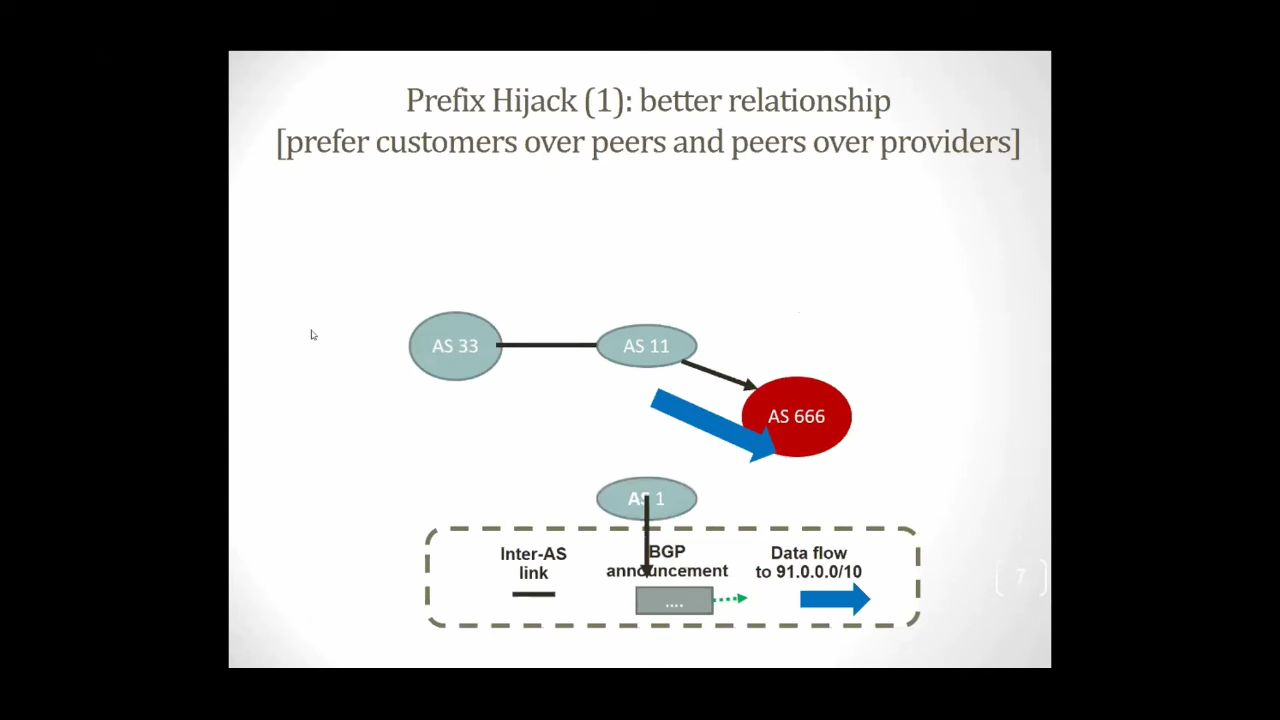 Prefix Hijack (1): better relationship
[prefer customers over peers and peers over providers]
AS 33
AS 11
AS 666
AS 1
Inter-AS
link
BGP
announcement
....
Data flow
to 91.0.0.0/10
7